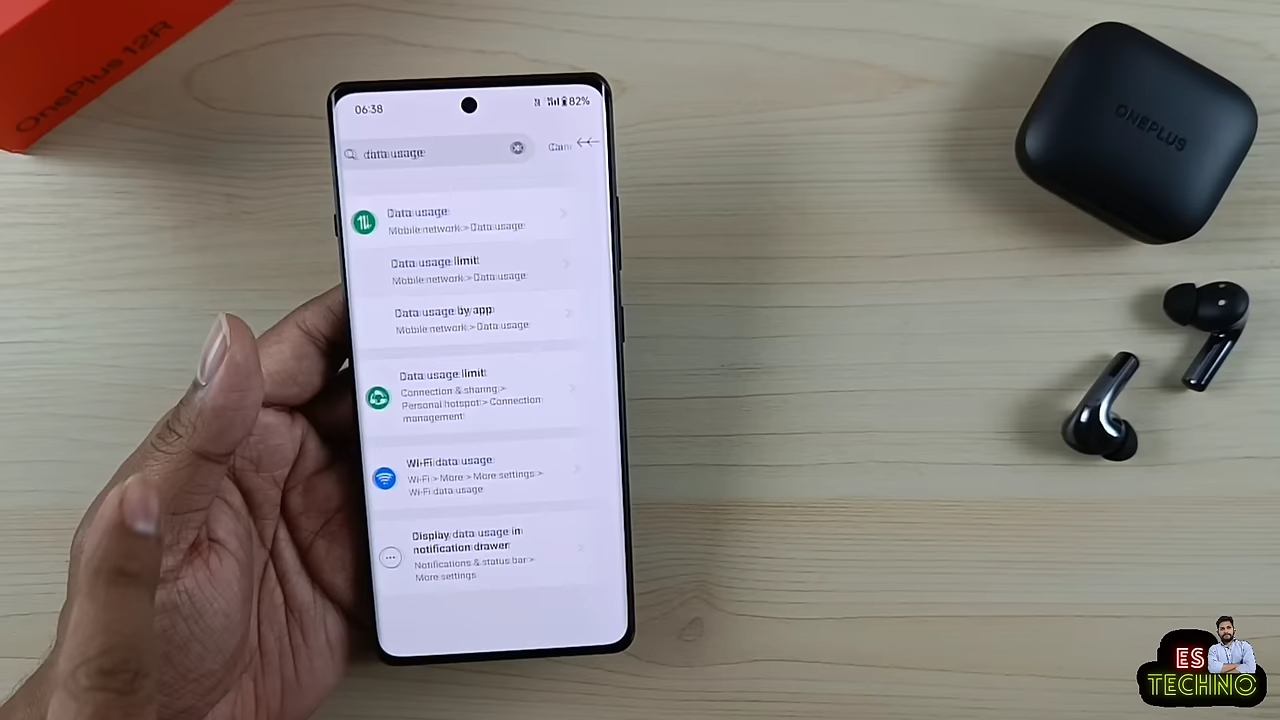 OnePlus 12R
06:38
82%
data usage
Data usage
Mobile network > Data usage
Data usage limit
Mobile network > Data usage
Data usage by app
Mobile network > Data usage
Data usage limit
Connection & sharing >
Personal hotspot > Connection
management
Wi-Fi data usage
Wi-Fi > More > More settings >
Wi-Fi data usage
Display data usage in
notification drawer
Notifications & status bar >
More settings
ONEPLUS
ES
TECHNO